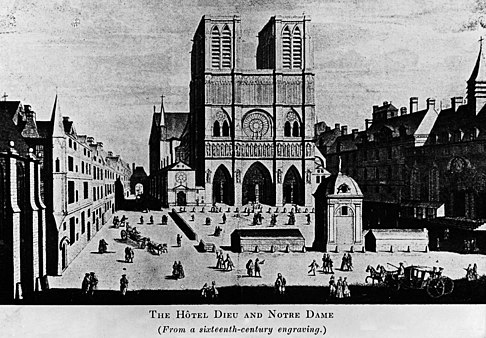 The Hôtel Dieu and Notre Dame
(From a sixteenth-century engraving.)